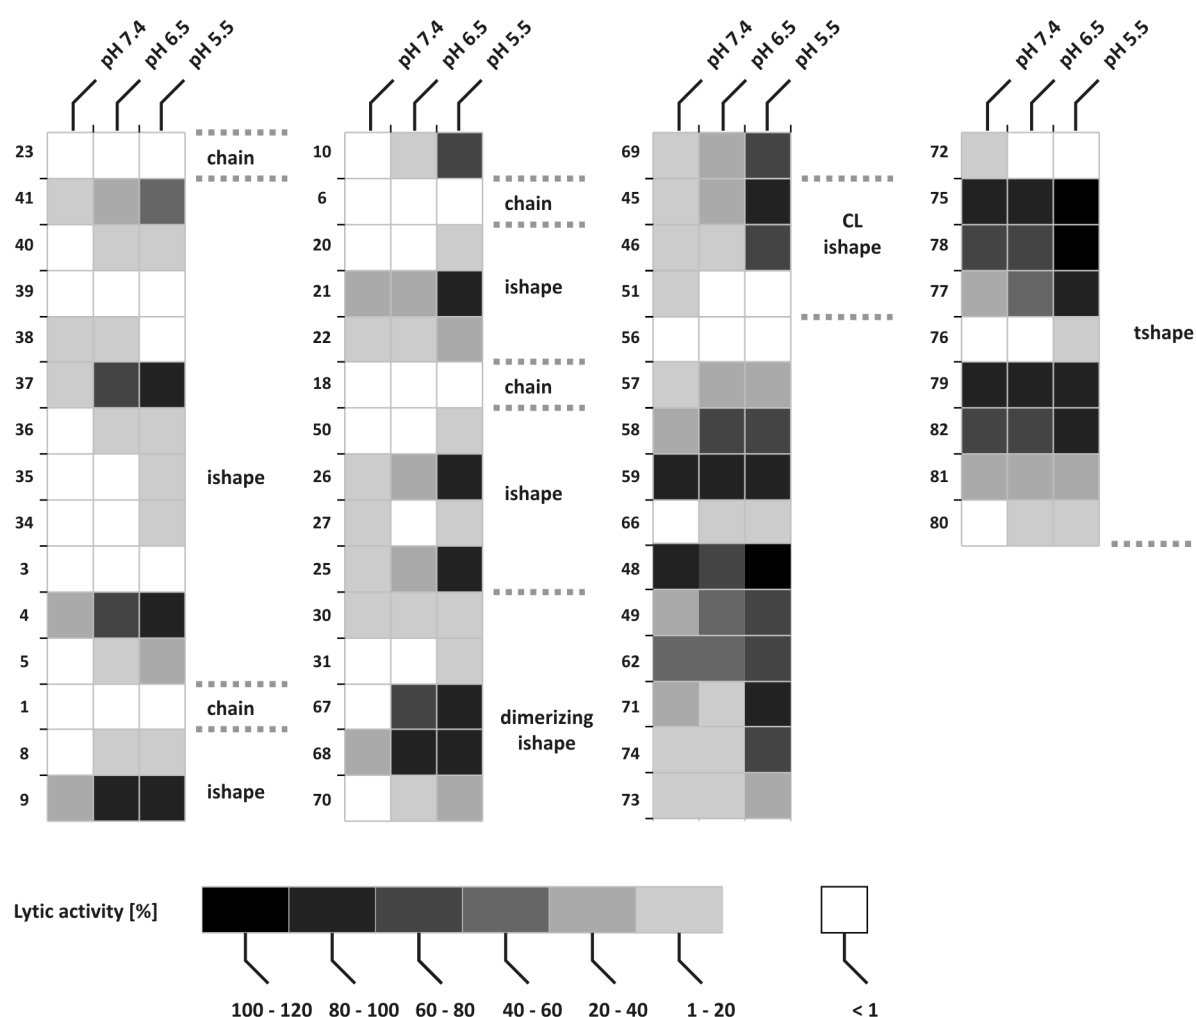 pH 7.4 pH 6.5 pH 5.5
23
chain
41
40
39
38
37
36
35
ishape
34
3
4
5
1
chain
8
9
ishape
pH 7.4 pH 6.5 pH 5.5
10
6
chain
20
21
ishape
22
18
chain
50
26
ishape
27
25
30
31
67
dimerizing
ishape
68
70
pH 7.4 pH 6.5 pH 5.5
69
45
CL
ishape
46
51
56
57
58
59
66
48
49
62
71
74
73
pH 7.4 pH 6.5 pH 5.5
72
75
78
77
76
tshape
79
82
81
80
Lytic activity [%]
100 - 120 80 - 100 60 - 80 40 - 60 20 - 40 1 - 20 < 1